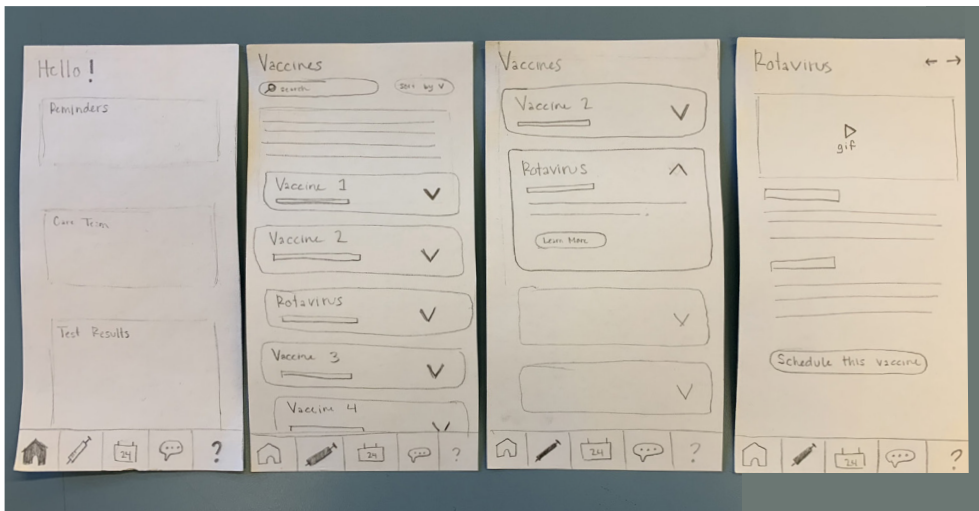 Hello!
Reminders
Care Team
Test Results
24
?
Vaccines
Search
Sort by V
Vaccine 1
Vaccine 2
Rotavirus
Vaccine 3
Vaccine 4
24
?
Vaccines
Vaccine 2
Rotavirus
Learn More
24
?
Rotavirus
gif
Schedule this vaccine
24
?